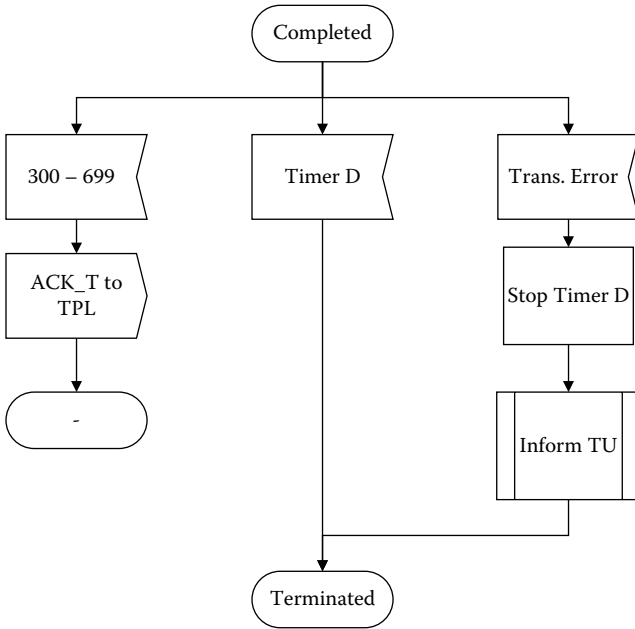 Completed
300 – 699
Timer D
Trans. Error
ACK_T to
TPL
Stop Timer D
-
Inform TU
Terminated